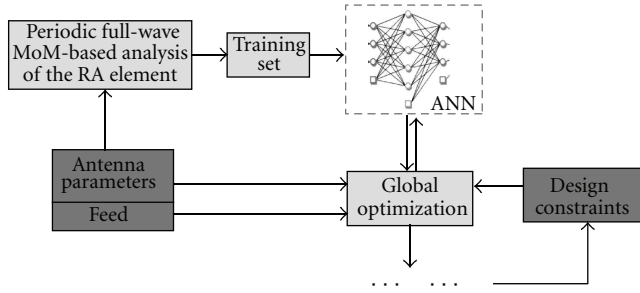 Periodic full-wave
MoM-based analysis
of the RA element
Training
set
ANN
Antenna
parameters
Feed
Global
optimization
Design
constraints
... ...